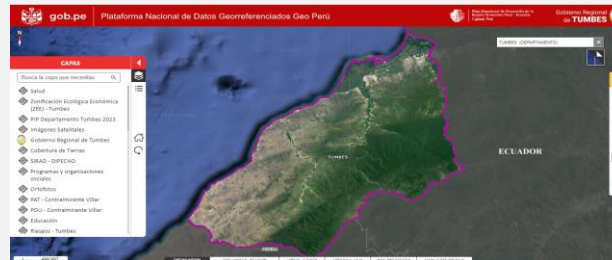 gob.pe
Plataforma Nacional de Datos Georreferenciados Geo Perú
Gobierno Regional
de TUMBES
N
TUMBES (DEPARTAMENTO)
CAPAS
Busca la capa que necesitas
Salud
Zonificación Ecológica Económica
(ZEE) - Tumbes
PIP Departamento Tumbes 2023
Imágenes Satelitales
Gobierno Regional de Tumbes
Cobertura de Tierras
SIRAD - DIPECHO
Programas y organizaciones
sociales
Ortofotos
PAT - Contralmirante Villar
PDU - Contralmirante Villar
Educación
Riesgos - Tumbes
TUMBES
ECUADOR